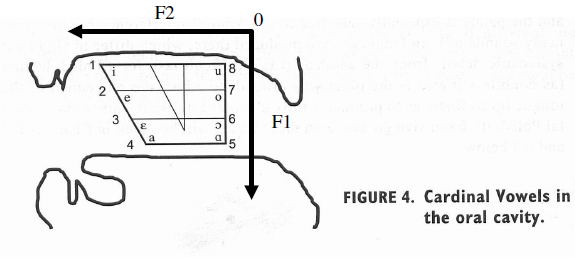 F2
0
1 i u 8
2 e o 7
3 ɛ ɔ 6
F1
4 a ɑ 5
FIGURE 4. Cardinal Vowels in
the oral cavity.